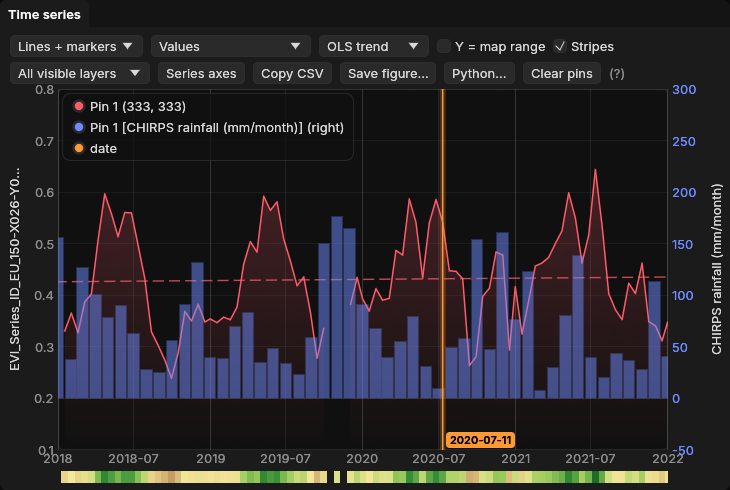 Time series
Lines + markers Values OLS trend Y = map range Stripes
All visible layers Series axes Copy CSV Save figure... Python... Clear pins (?)
Pin 1 (333, 333)
Pin 1 [CHIRPS rainfall (mm/month)] (right)
date
EVI_Series_ID_EU_150-X026-Y0...
0.8
0.7
0.6
0.5
0.4
0.3
0.2
0.1
300
250
200
150
100
50
0
-50
CHIRPS rainfall (mm/month)
2020-07-11
2018 2018-07 2019 2019-07 2020 2020-07 2021 2021-07 2022